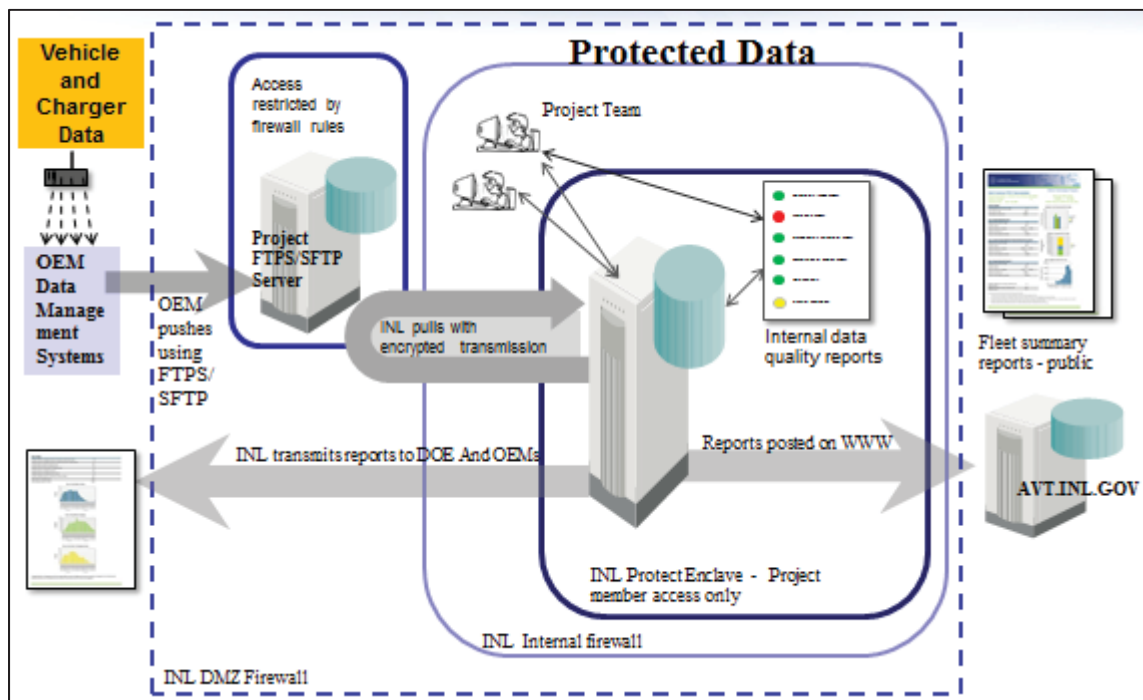 Protected Data
Vehicle
and
Charger
Data
OEM
Data
Manage
ment
Systems
OEM
pushes
using
FTPS/
SFTP
Access
restricted by
firewall rules
Project
FTPS/SFTP
Server
INL pulls with
encrypted transmission
Project Team
Internal data
quality reports
Fleet summary
reports - public
INL transmits reports to DOE And OEMs
Reports posted on WWW
AVT.INL.GOV
INL Protect Enclave - Project
member access only
INL Internal firewall
INL DMZ Firewall